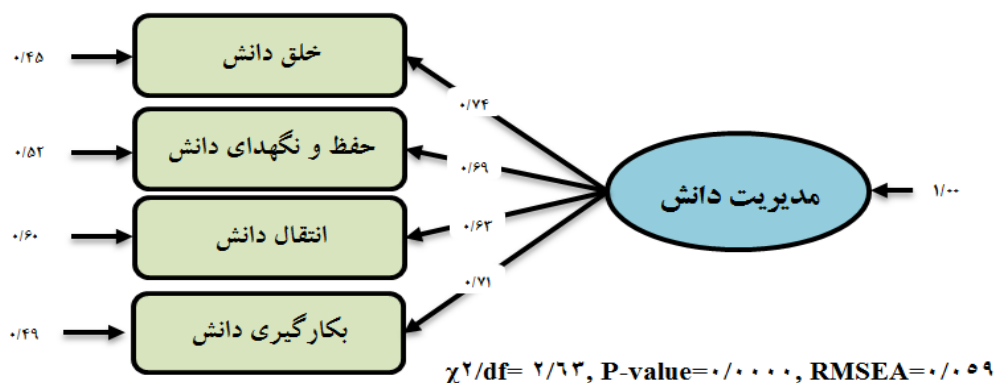 ۰/۴۵
خلق دانش
۰/۷۴
۰/۵۲
حفظ و نگهدای دانش
۰/۶۹
مدیریت دانش
۱/۰۰
۰/۶۰
انتقال دانش
۰/۶۳
۰/۴۹
بکارگیری دانش
۰/۷۱
χ۲/df= ۲/۶۳, P-value=۰/۰۰۰۰, RMSEA=۰/۰۵۹